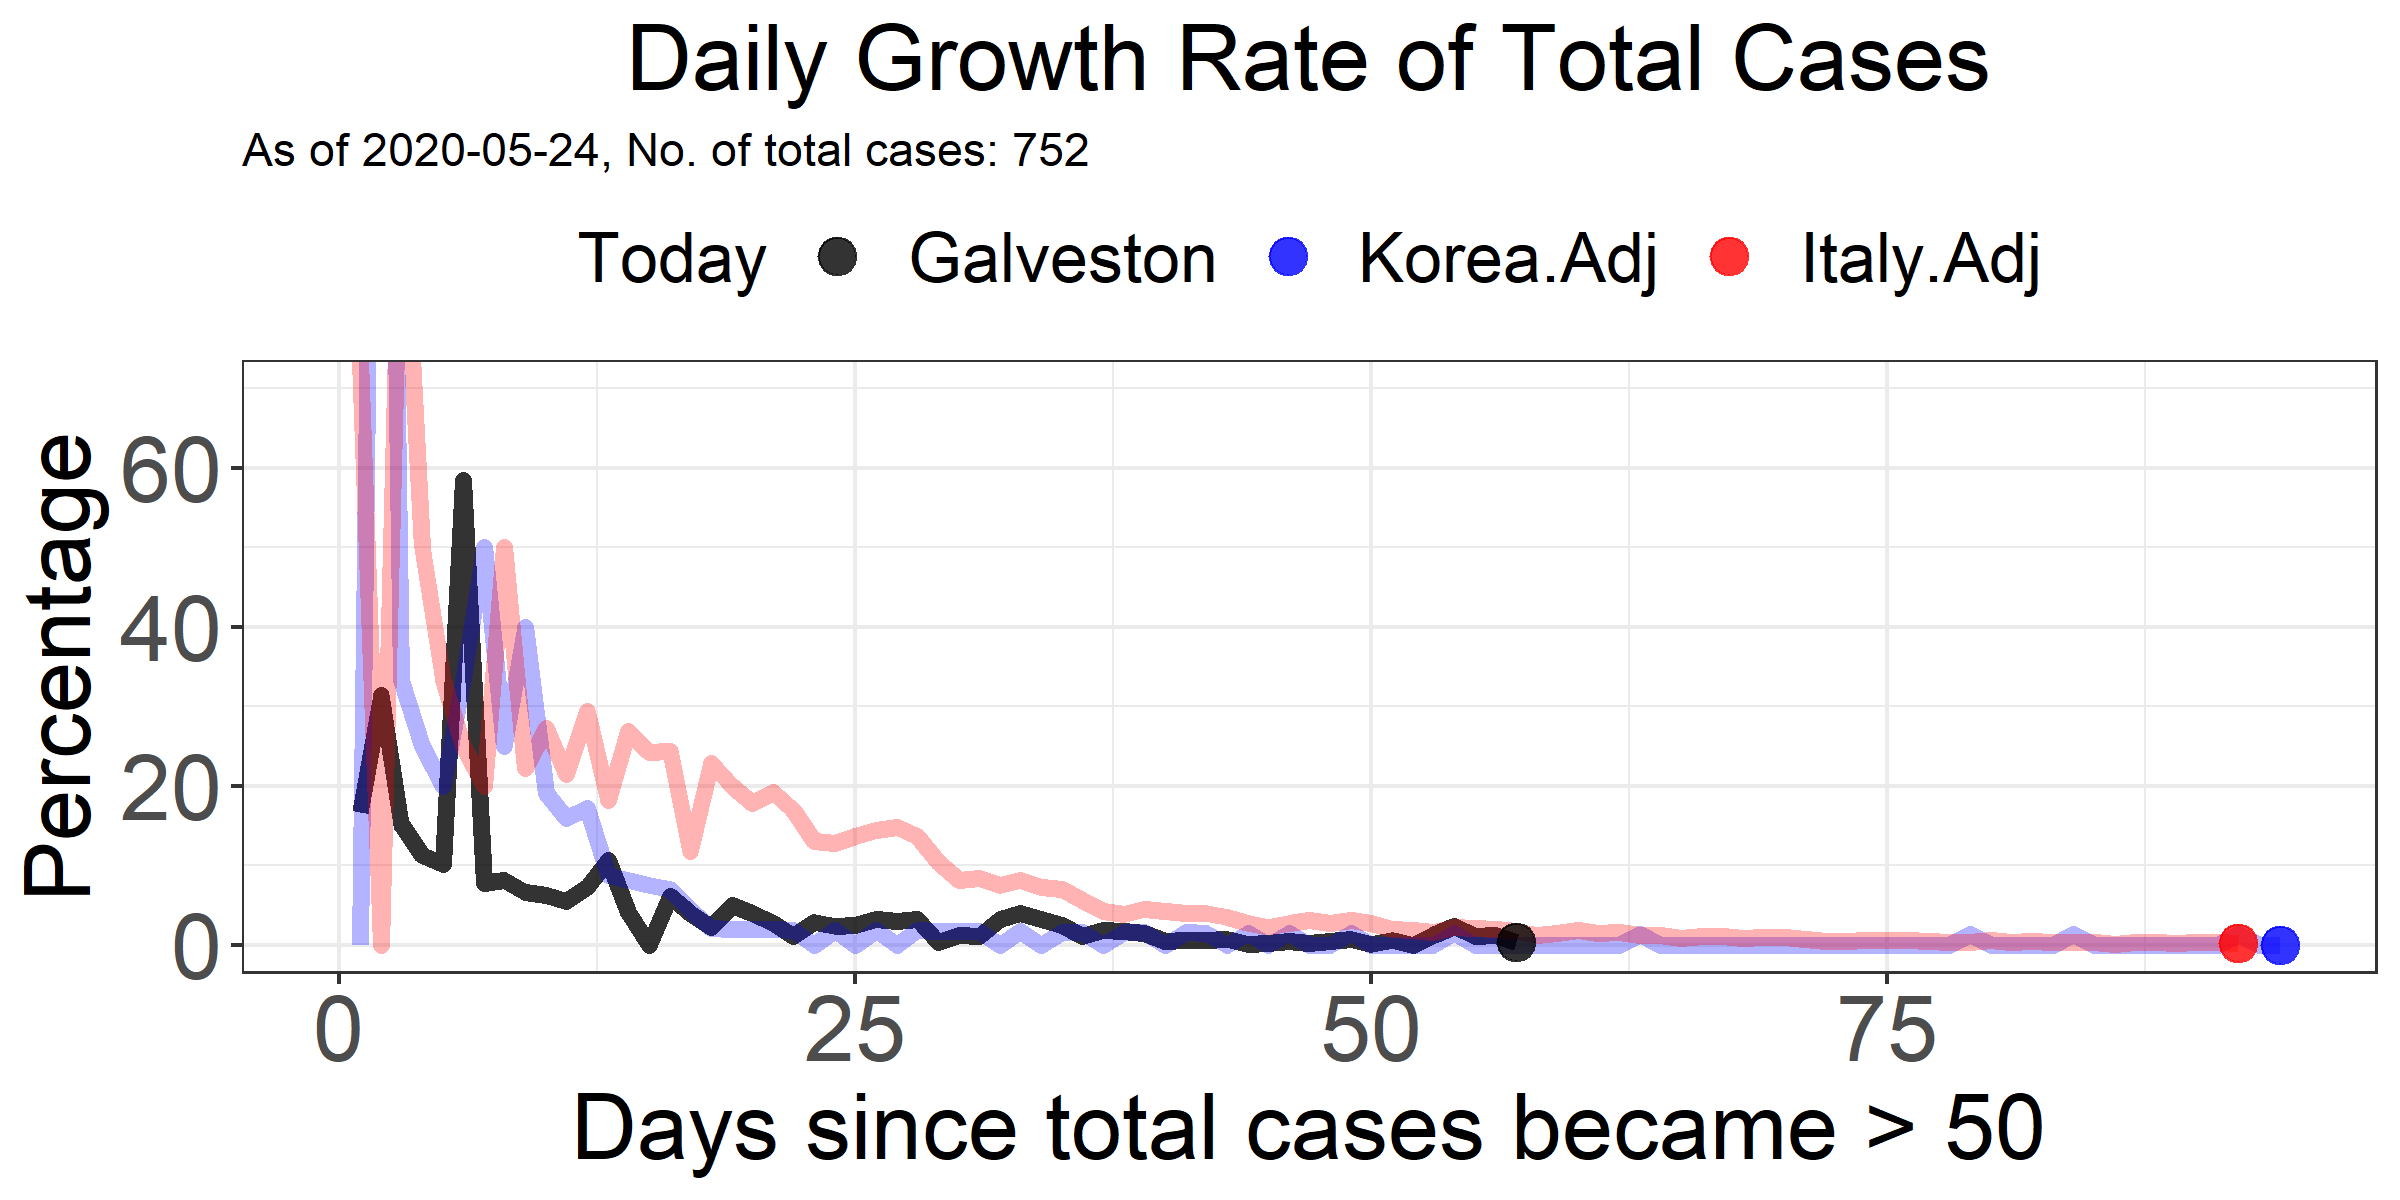 Daily Growth Rate of Total Cases
As of 2020-05-24, No. of total cases: 752
Today Galveston Korea.Adj Italy.Adj
Percentage
60
40
20
0
0 25 50 75
Days since total cases became > 50